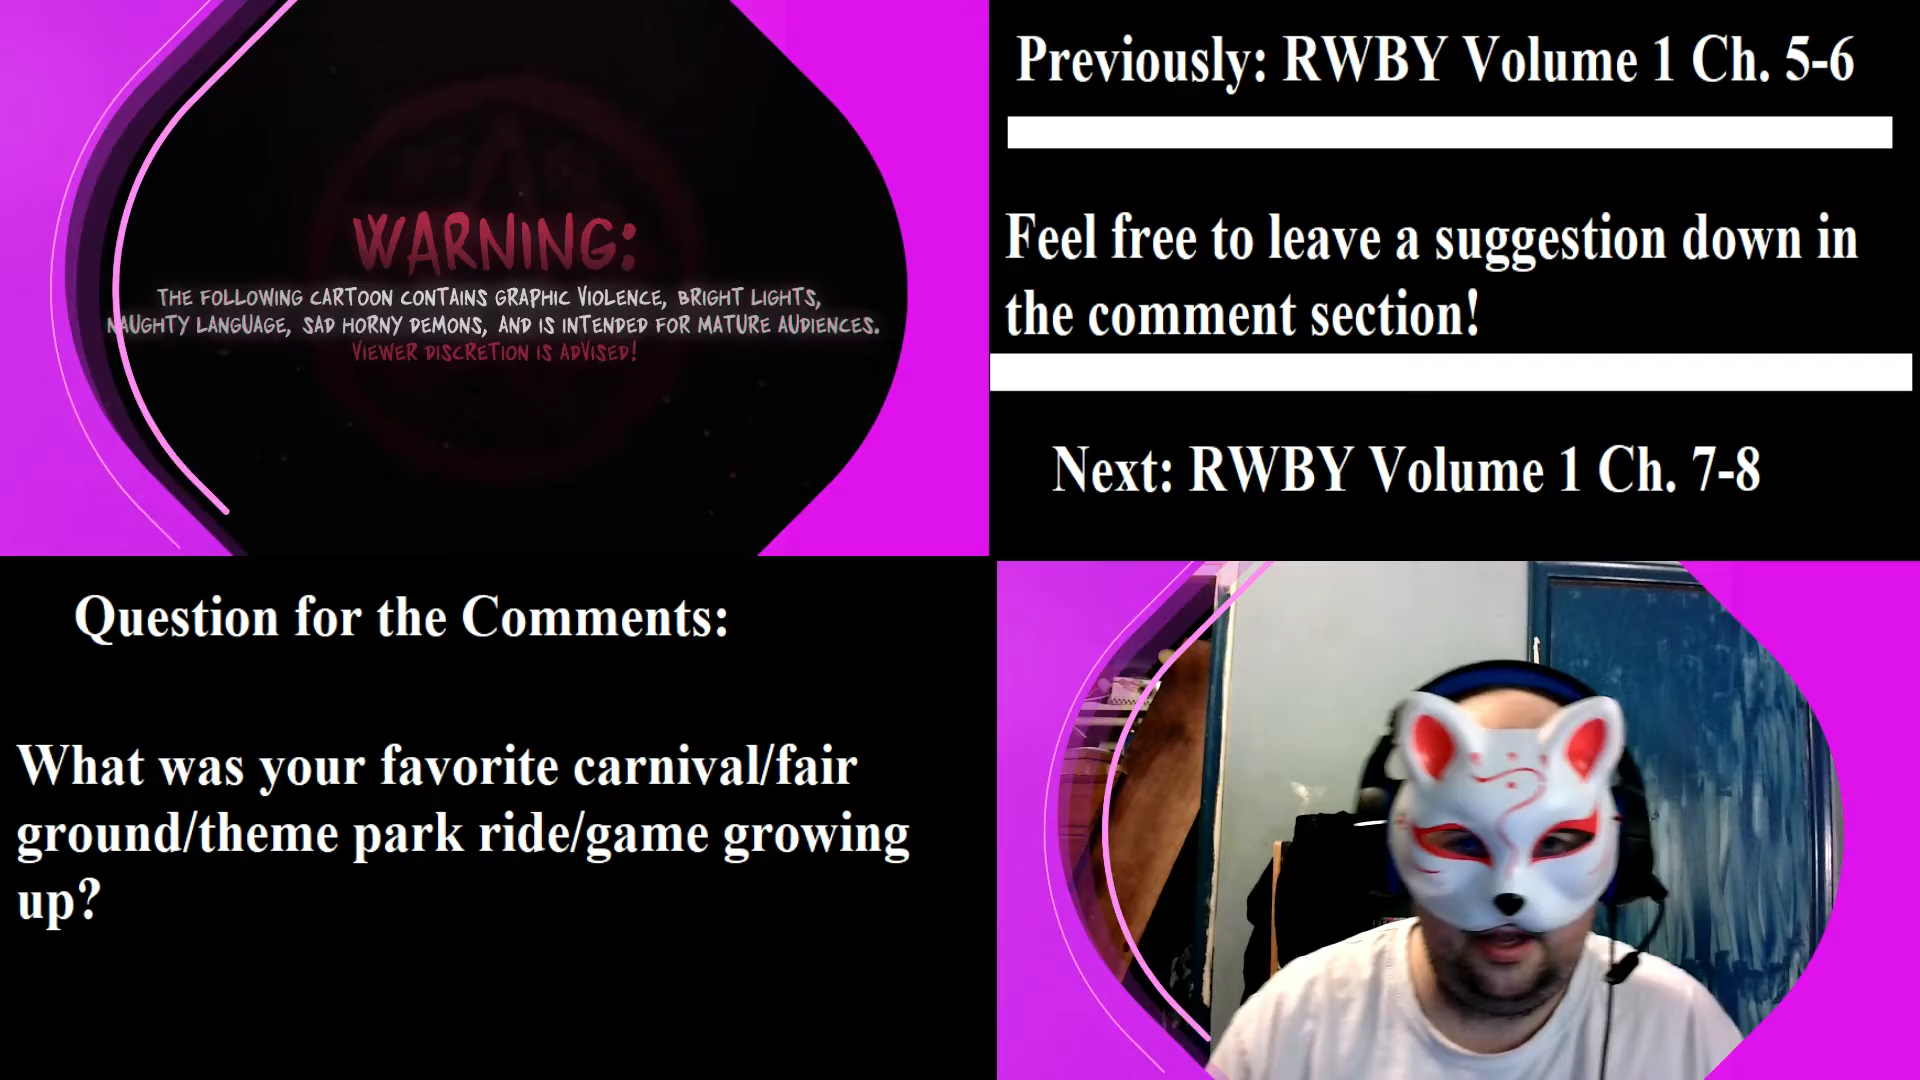 WARNING:
THE FOLLOWING CARTOON CONTAINS GRAPHIC VIOLENCE, BRIGHT LIGHTS,
NAUGHTY LANGUAGE, SAD HORNY DEMONS, AND IS INTENDED FOR MATURE AUDIENCES.
VIEWER DISCRETION IS ADVISED!
Previously: RWBY Volume 1 Ch. 5-6
Feel free to leave a suggestion down in
the comment section!
Next: RWBY Volume 1 Ch. 7-8
Question for the Comments:
What was your favorite carnival/fair
ground/theme park ride/game growing
up?